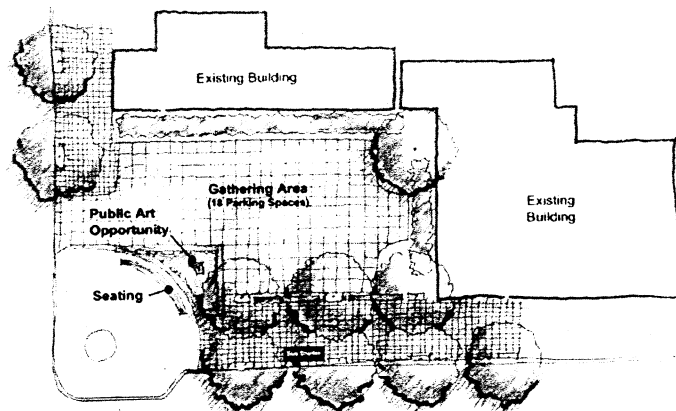 Existing Building
Gathering Area
(18 Parking Spaces)
Public Art
Opportunity
Existing
Building
Seating